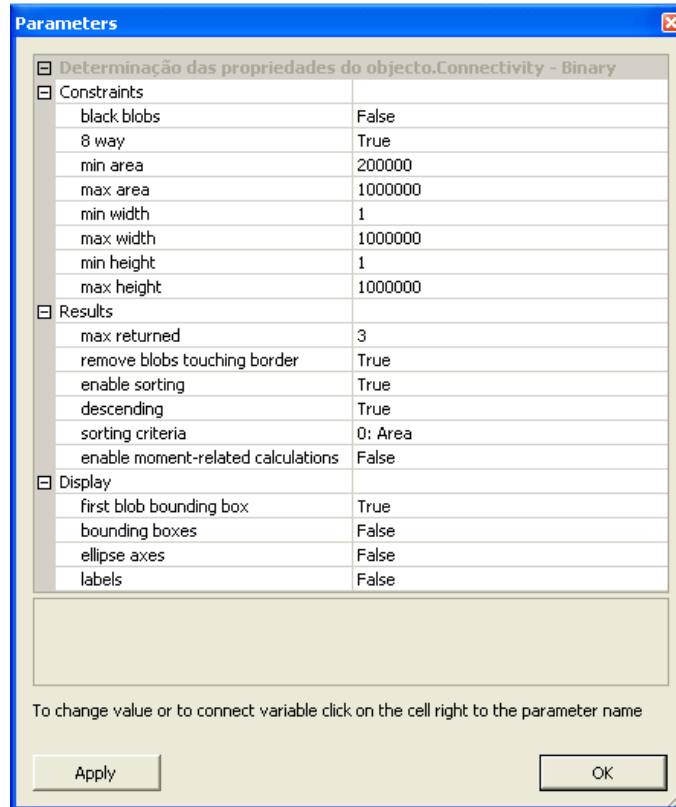 Parameters
Determinação das propriedades do objecto.Connectivity - Binary
Constraints
black blobs False
8 way True
min area 200000
max area 1000000
min width 1
max width 1000000
min height 1
max height 1000000
Results
max returned 3
remove blobs touching border True
enable sorting True
descending True
sorting criteria 0: Area
enable moment-related calculations False
Display
first blob bounding box True
bounding boxes False
ellipse axes False
labels False
To change value or to connect variable click on the cell right to the parameter name
Apply OK